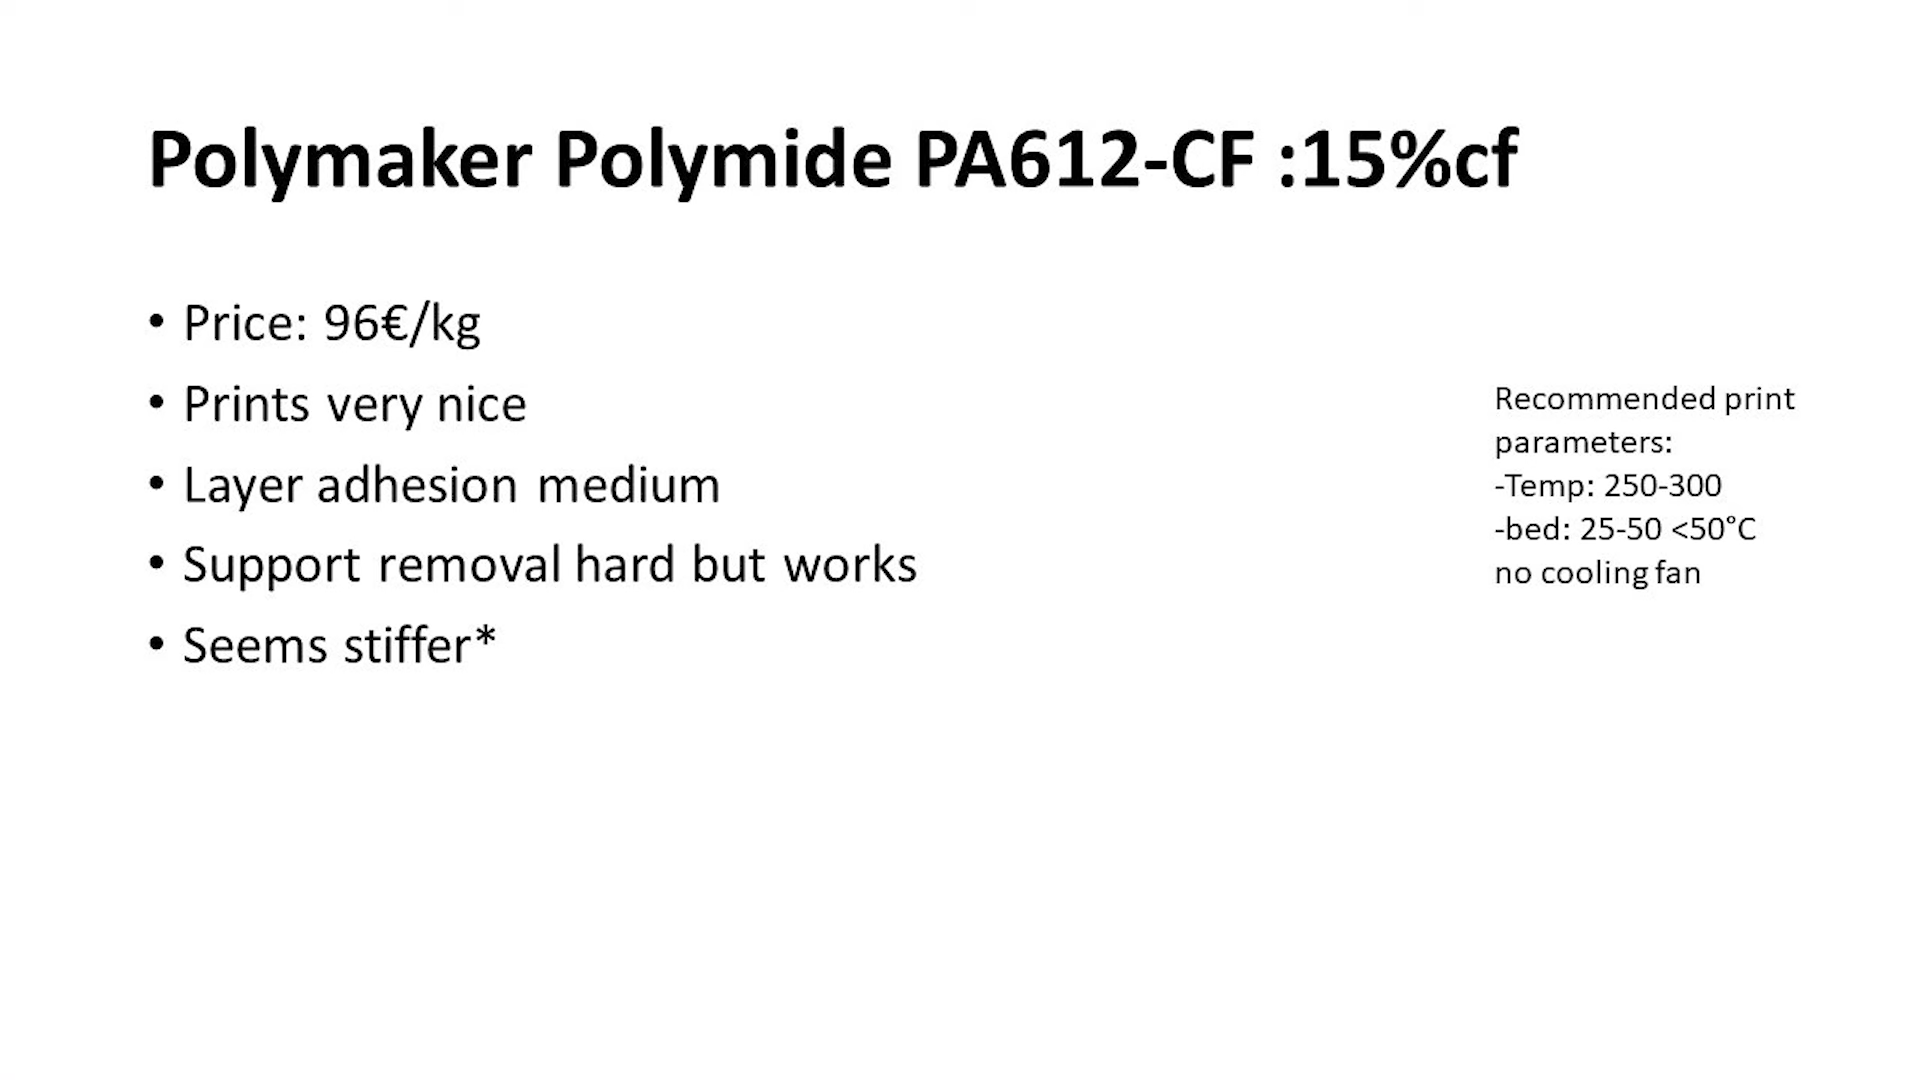 Polymaker Polymide PA612-CF :15%cf
• Price: 96€/kg
• Prints very nice
• Layer adhesion medium
• Support removal hard but works
• Seems stiffer*
Recommended print
parameters:
-Temp: 250-300
-bed: 25-50 <50°C
no cooling fan